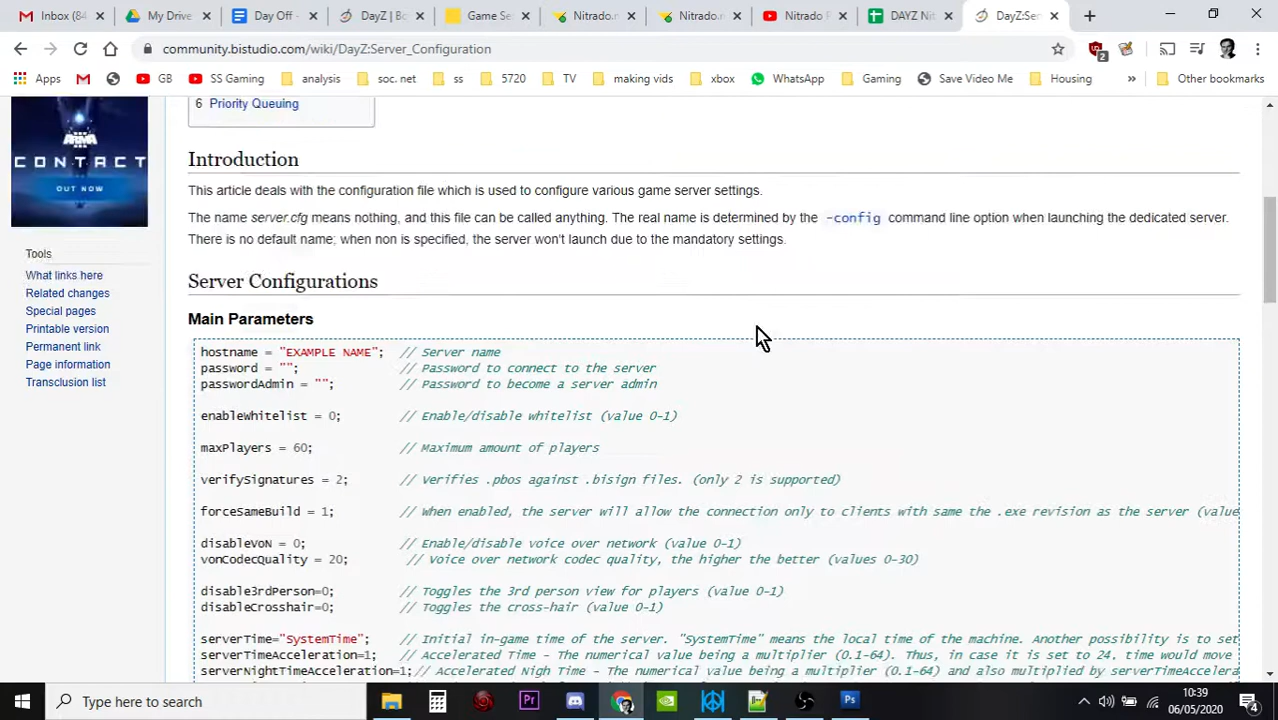 Inbox (84
My Drive
Day Off -
DayZ | Bo
Game Se
Nitrado.n
Nitrado.n
Nitrado P
DAYZ Nit
DayZ:Ser
community.bistudio.com/wiki/DayZ:Server_Configuration
2
Apps
GB
SS Gaming
analysis
soc. net
ss
5720
TV
making vids
xbox
WhatsApp
Gaming
Save Video Me
Housing
»
Other bookmarks
6 Priority Queuing
ARMA
CONTACT
OUT NOW
Introduction
This article deals with the configuration file which is used to configure various game server settings.
The name server.cfg means nothing, and this file can be called anything. The real name is determined by the -config command line option when launching the dedicated server.
There is no default name; when non is specified, the server won't launch due to the mandatory settings.
Tools
What links here
Related changes
Special pages
Printable version
Permanent link
Page information
Transclusion list
Server Configurations
Main Parameters
hostname = "EXAMPLE NAME"; // Server name
password = ""; // Password to connect to the server
passwordAdmin = ""; // Password to become a server admin
enableWhitelist = 0; // Enable/disable whitelist (value 0-1)
maxPlayers = 60; // Maximum amount of players
verifySignatures = 2; // Verifies .pbos against .bisign files. (only 2 is supported)
forceSameBuild = 1; // When enabled, the server will allow the connection only to clients with same the .exe revision as the server (value
disableVoN = 0; // Enable/disable voice over network (value 0-1)
vonCodecQuality = 20; // Voice over network codec quality, the higher the better (values 0-30)
disable3rdPerson=0; // Toggles the 3rd person view for players (value 0-1)
disableCrosshair=0; // Toggles the cross-hair (value 0-1)
serverTime="SystemTime"; // Initial in-game time of the server. "SystemTime" means the local time of the machine. Another possibility is to set
serverTimeAcceleration=1; // Accelerated Time - The numerical value being a multiplier (0.1-64). Thus, in case it is set to 24, time would move
serverNightTimeAcceleration=1;// Accelerated Nigh Time - The numerical value being a multiplier (0.1-64) and also multiplied by serverTimeAccelera
Type here to search
Pr
Ps
10:39
06/05/2020
4